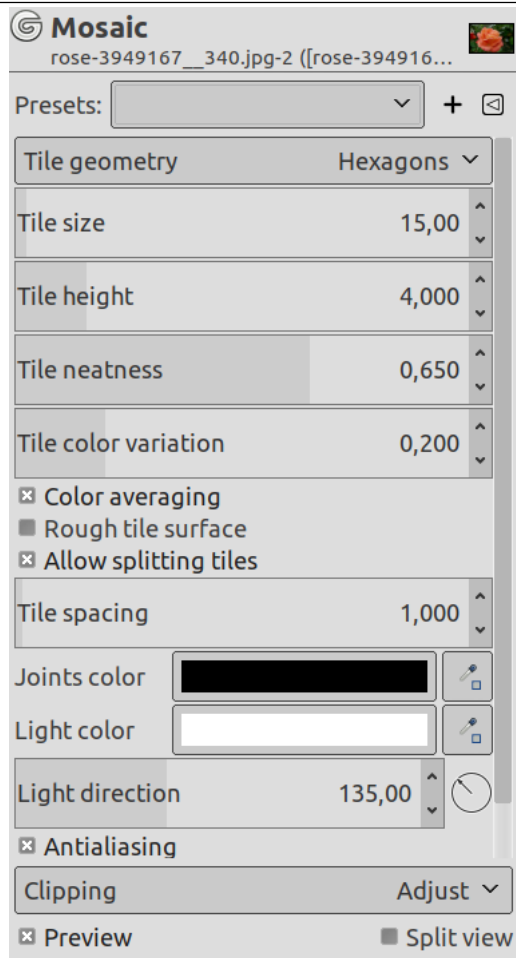 Mosaic
rose-3949167__340.jpg-2 ([rose-394916...
Presets:
Tile geometry Hexagons
Tile size 15,00
Tile height 4,000
Tile neatness 0,650
Tile color variation 0,200
Color averaging
Rough tile surface
Allow splitting tiles
Tile spacing 1,000
Joints color
Light color
Light direction 135,00
Antialiasing
Clipping Adjust
Preview Split view